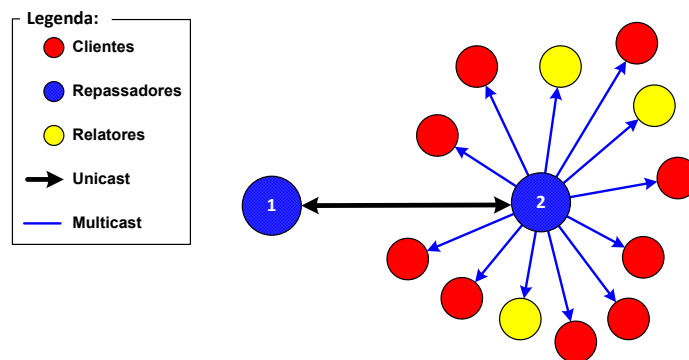 Legenda:
Clientes
Repassadores
Relatores
Unicast
Multicast
1
2